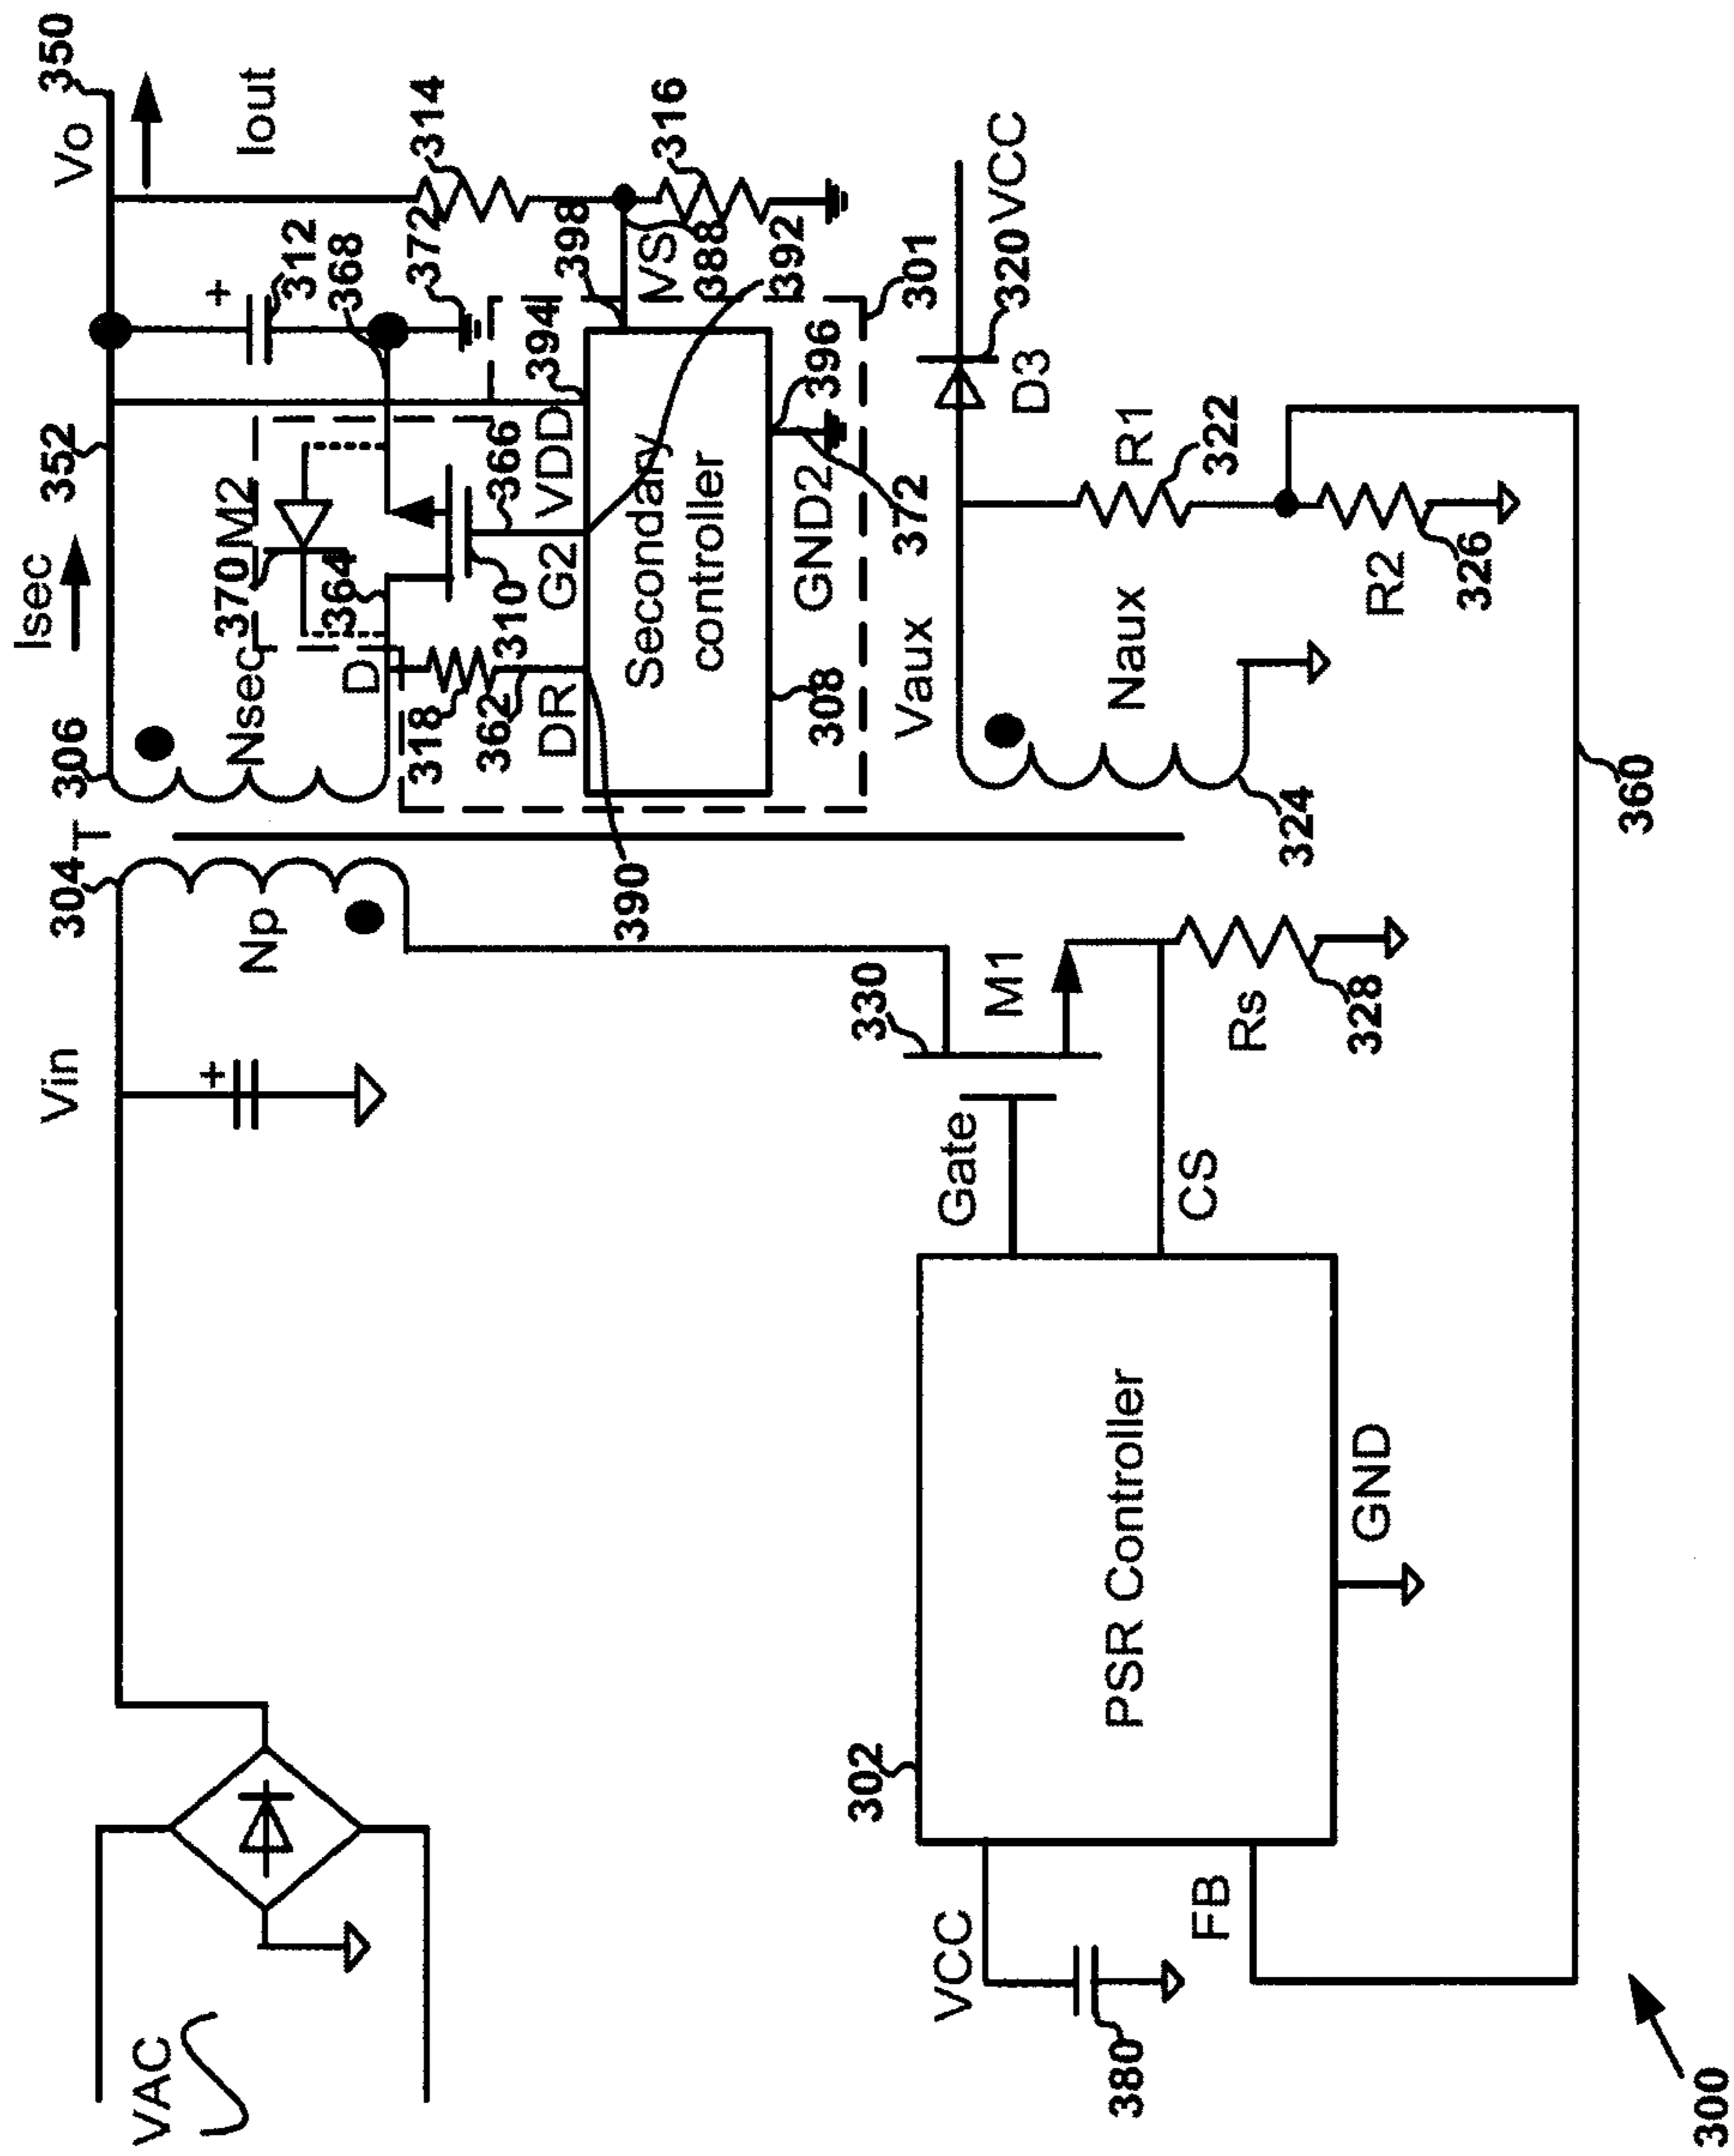 VAC
Vin
304
T
306
Isec
352
Vo
350
Np
Nsec
370
M2
+
+
312
Iout
364
368
D
372
314
318
310
366
362
DR
G2
VDD
394
398
VS
388
316
392
390
Secondary
controller
308
GND2
396
372
301
330
Gate
M1
Vaux
D3
320
VCC
CS
Rs
328
Naux
324
R1
322
R2
326
302
PSR Controller
VCC
380
FB
GND
360
300